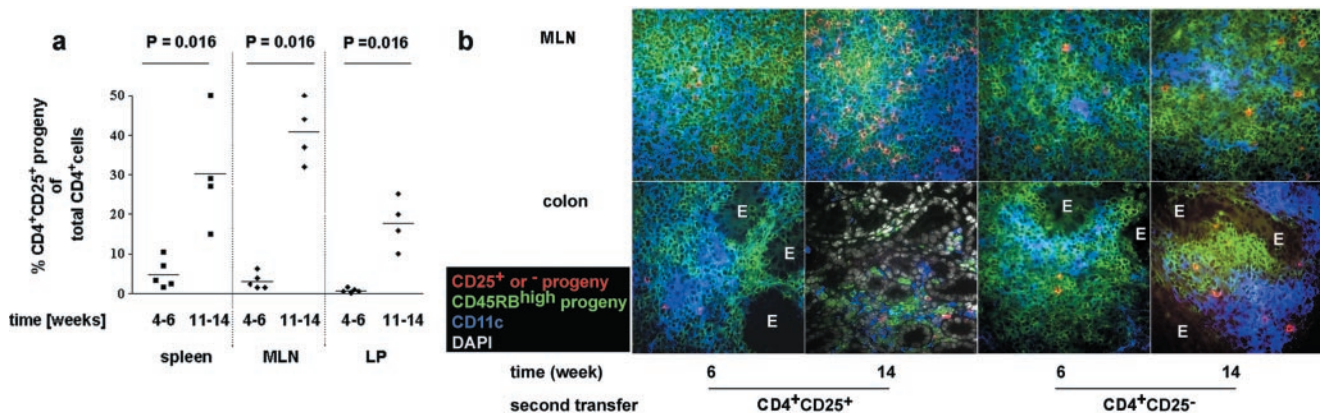 a
P = 0.016 P = 0.016 P =0.016
% CD4+CD25+ progeny
of
total CD4+cells
50
40
30
20
10
0
time [weeks] 4-6 11-14 4-6 11-14 4-6 11-14
spleen MLN LP
b
MLN
colon
E
E
E
E
E
E
E
E
CD25+ or - progeny
CD45RBhigh progeny
CD11c
DAPI
time (week) 6 14 6 14
second transfer CD4+CD25+ CD4+CD25-